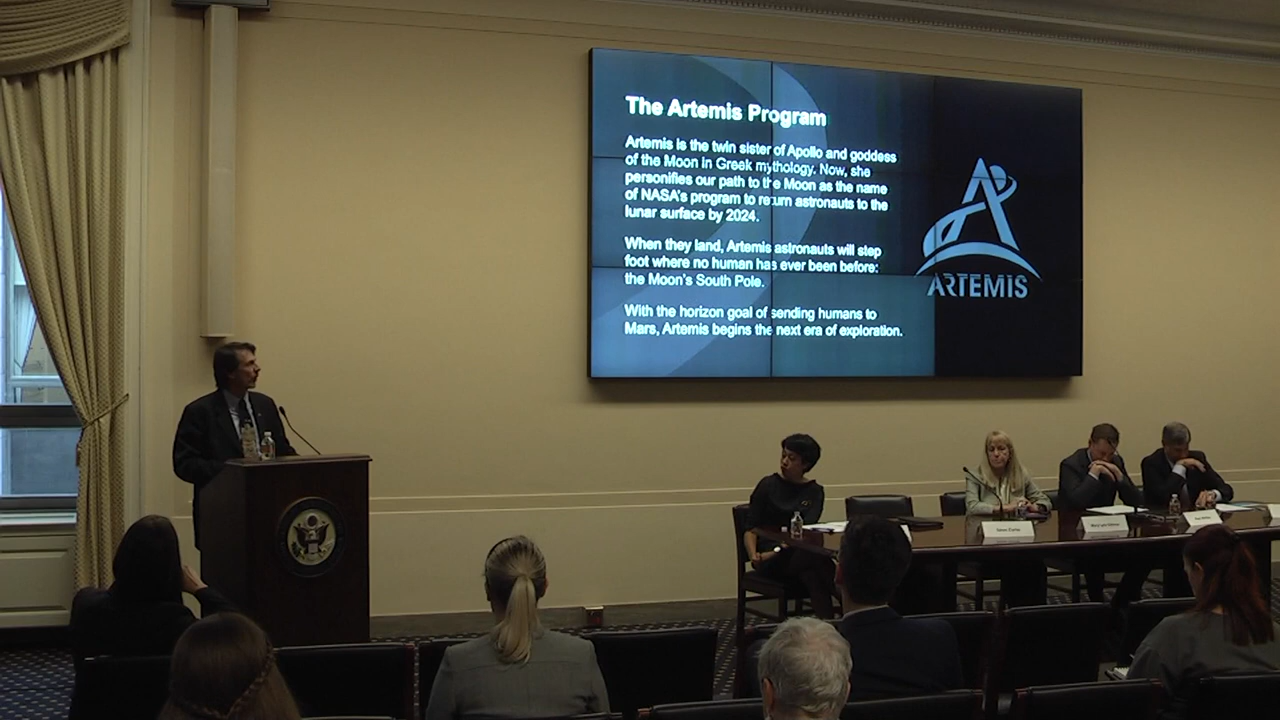 The Artemis Program
Artemis is the twin sister of Apollo and goddess
of the Moon in Greek mythology. Now, she
personifies our path to the Moon as the name
of NASA's program to return astronauts to the
lunar surface by 2024.
When they land, Artemis astronauts will step
foot where no human has ever been before:
the Moon's South Pole.
With the horizon goal of sending humans to
Mars, Artemis begins the next era of exploration.
ARTEMIS